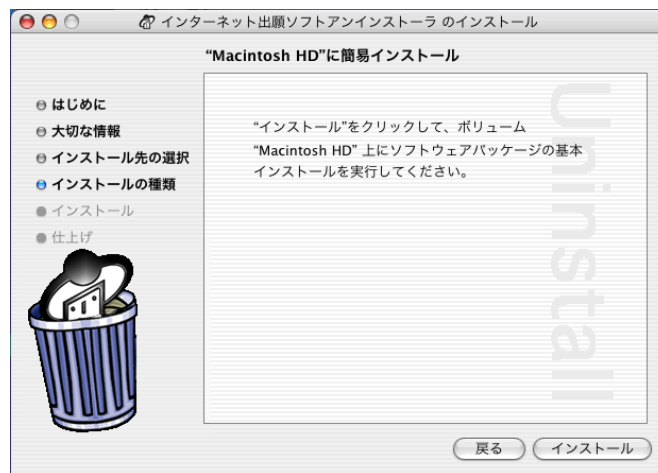 インターネット出願ソフトアンインストーラ のインストール
“Macintosh HD”に簡易インストール
はじめに
大切な情報
インストール先の選択
インストールの種類
インストール
仕上げ
“インストール”をクリックして、ボリューム
“Macintosh HD” 上にソフトウェアパッケージの基本
インストールを実行してください。
Uninstall
戻る
インストール